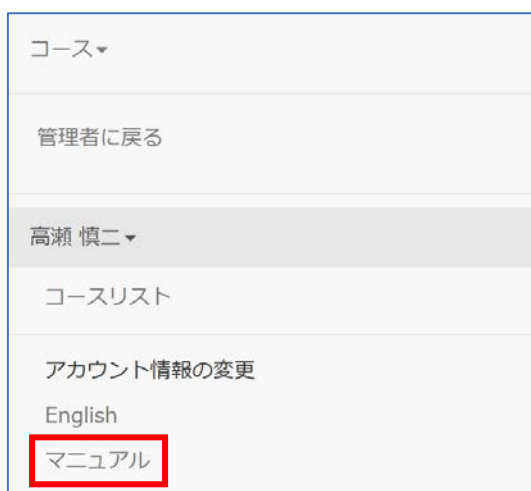 コース▾
管理者に戻る
高瀬 慎二▾
コースリスト
アカウント情報の変更
English
マニュアル